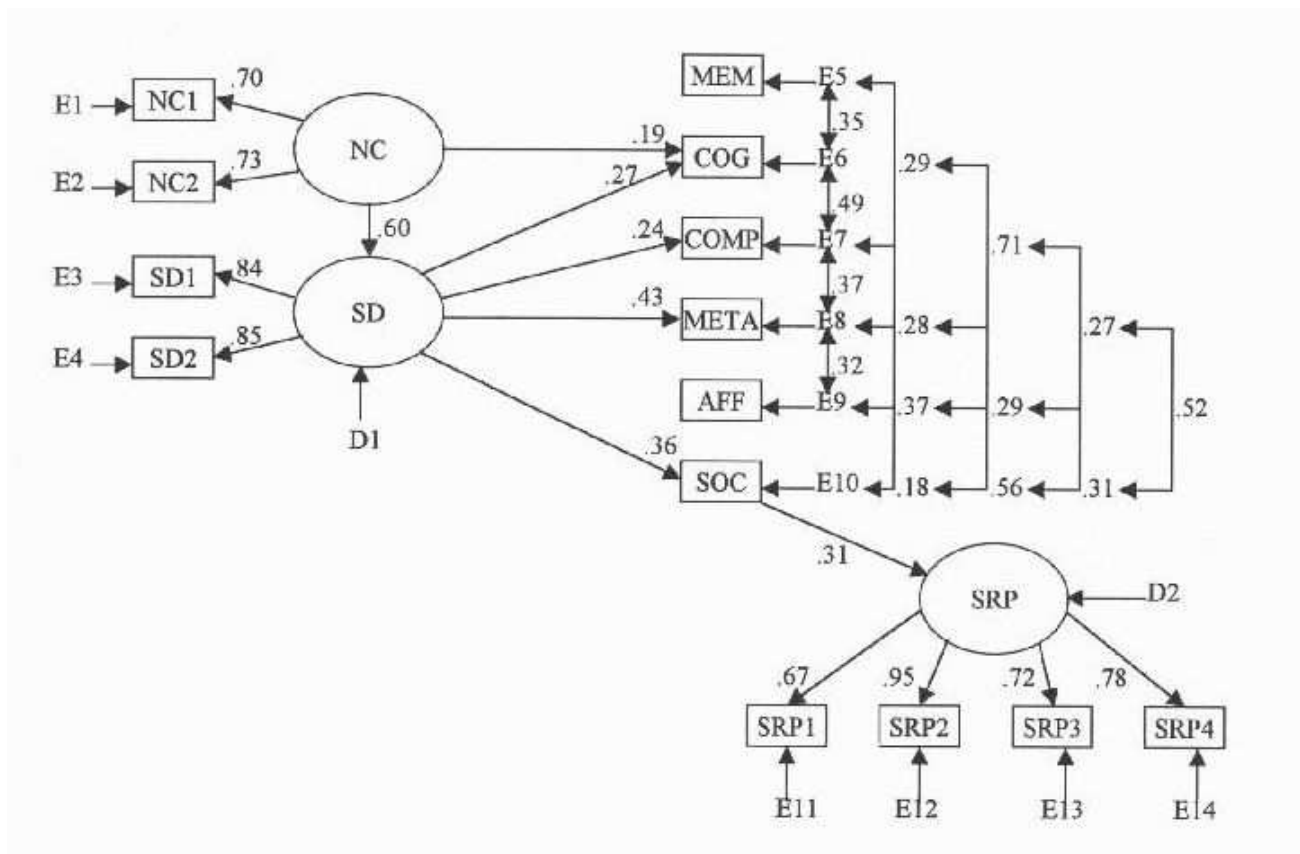 MEM E5
.70
E1 NC1
NC .19 .35
COG E6 .29
E2 NC2 .73
.27 .49
.60 .24 COMP E7 .71
E3 SD1 .84
SD .43 .37
META E8 .28 .27
E4 SD2 .85
.32
AFF E9 .37 .29 .52
D1 .36
SOC E10 .18 .56 .31
.31
SRP D2
.67 .95 .72 .78
SRP1 SRP2 SRP3 SRP4
E11 E12 E13 E14